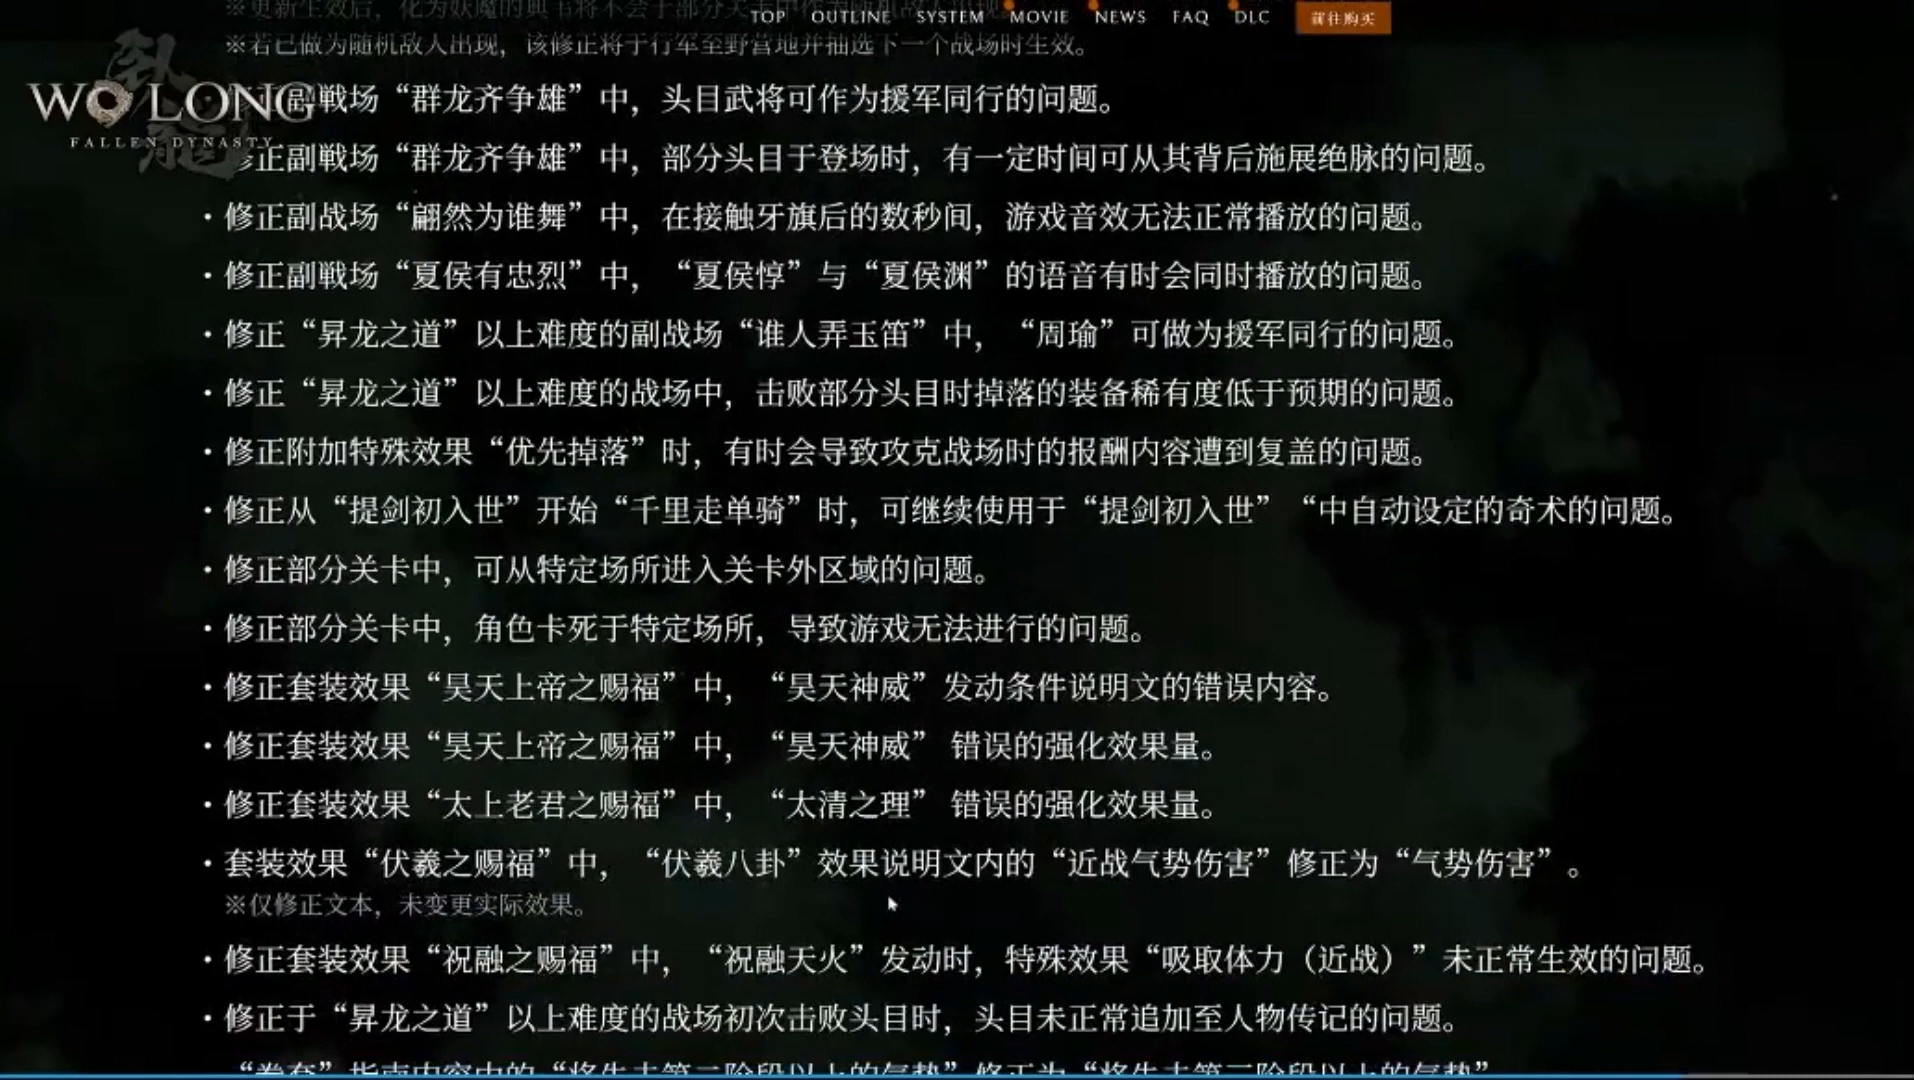 TOP OUTLINE SYSTEM MOVIE NEWS FAQ DLC 前往购买
※若已做为随机敌人出现，该修正将于行军至野营地并抽选下一个战场时生效。
WO LONG
FALLEN DYNASTY
正副戦场“群龙齐争雄”中，头目武将可作为援军同行的问题。
修正副戦场“群龙齐争雄”中，部分头目于登场时，有一定时间可从其背后施展绝脉的问题。
・修正副战场“翩然为谁舞”中，在接触牙旗后的数秒间，游戏音效无法正常播放的问题。
・修正副戦场“夏侯有忠烈”中，“夏侯惇”与“夏侯渊”的语音有时会同时播放的问题。
・修正“昇龙之道”以上难度的副战场“谁人弄玉笛”中，“周瑜”可做为援军同行的问题。
・修正“昇龙之道”以上难度的战场中，击败部分头目时掉落的装备稀有度低于预期的问题。
・修正附加特殊效果“优先掉落”时，有时会导致攻克战场时的报酬内容遭到复盖的问题。
・修正从“提剑初入世”开始“千里走单骑”时，可继续使用于“提剑初入世”“中自动设定的奇术的问题。
・修正部分关卡中，可从特定场所进入关卡外区域的问题。
・修正部分关卡中，角色卡死于特定场所，导致游戏无法进行的问题。
・修正套装效果“昊天上帝之赐福”中，“昊天神威”发动条件说明文的错误内容。
・修正套装效果“昊天上帝之赐福”中，“昊天神威” 错误的强化效果量。
・修正套装效果“太上老君之赐福”中，“太清之理” 错误的强化效果量。
・套装效果“伏羲之赐福”中，“伏羲八卦”效果说明文内的“近战气势伤害”修正为“气势伤害”。
※仅修正文本，未变更实际效果。
・修正套装效果“祝融之赐福”中，“祝融天火”发动时，特殊效果“吸取体力（近战）”未正常生效的问题。
・修正于“昇龙之道”以上难度的战场初次击败头目时，头目未正常追加至人物传记的问题。